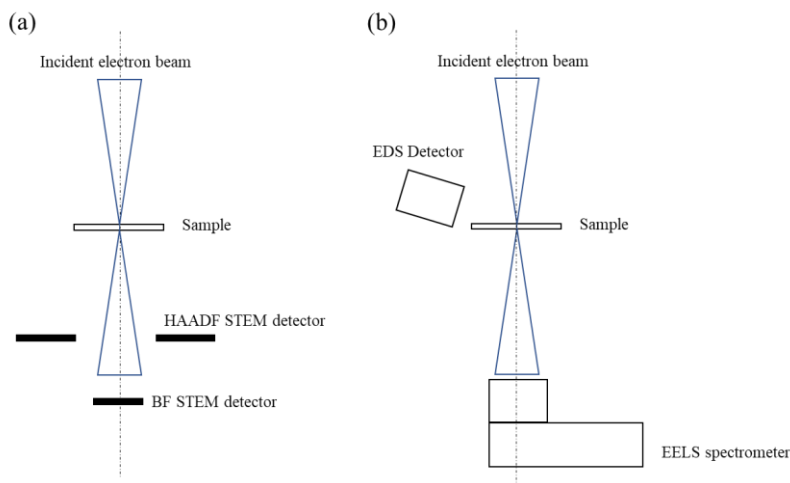 (a)
Incident electron beam
Sample
HAADF STEM detector
BF STEM detector
(b)
Incident electron beam
EDS Detector
Sample
EELS spectrometer